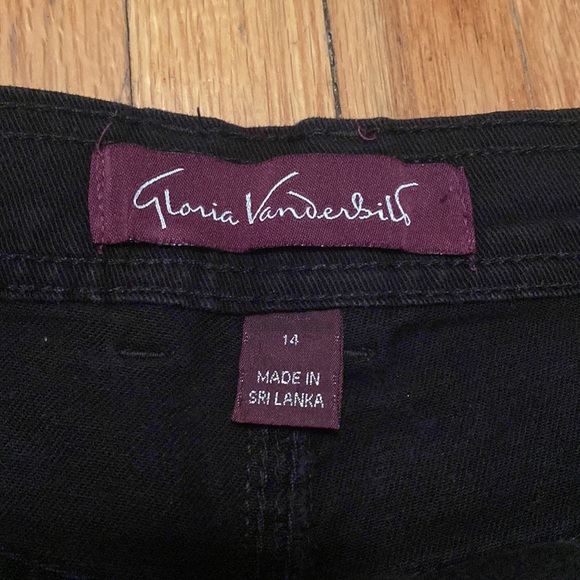 Gloria Vanderbilt
14
MADE IN
SRI LANKA